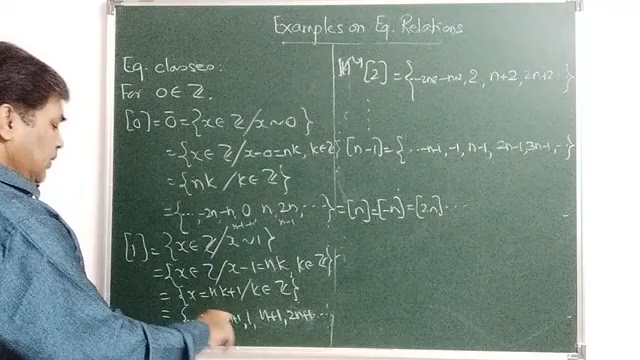 Examples on Eq. Relations
Eq. classes:
For 0 ∈ ℤ.
[0] = 0̄ = {x ∈ ℤ / x ~ 0}
= {x ∈ ℤ / x-0 = nk, k ∈ ℤ}
= {nk / k ∈ ℤ}
= {... -2n, -n, 0, n, 2n, ...} = [n] = [-n] = [2n] ...
[1] = {x ∈ ℤ / x ~ 1}
= {x ∈ ℤ / x-1 = nk, k ∈ ℤ}
= {x = nk+1 / k ∈ ℤ}
= {... +1, 1, n+1, 2n+1 ...
[2] = { 2, n+2, 2n+2 }
[n-1] = {... -n-1, -1, n-1, 2n-1, 3n-1, ...}